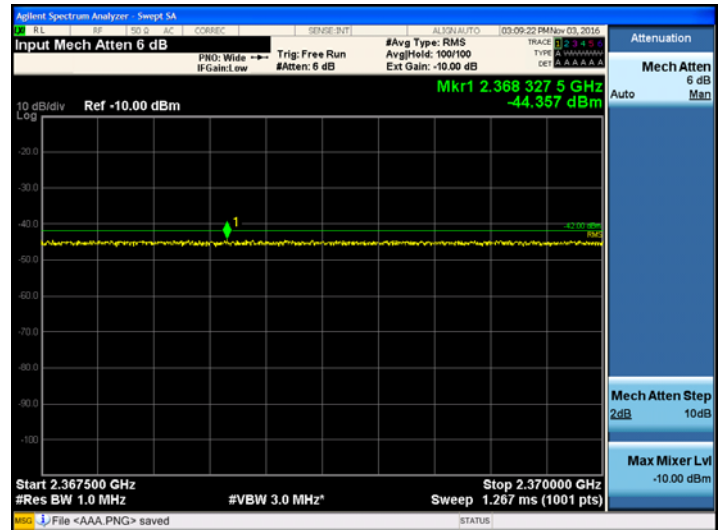 Agilent Spectrum Analyzer - Swept SA
RL RF 50 Ω AC CORREC SENSE:INT ALIGN AUTO 03:09:22 PM Nov 03, 2016
Input Mech Atten 6 dB
PNO: Wide
IFGain:Low
Trig: Free Run
#Atten: 6 dB
#Avg Type: RMS
Avg|Hold: 100/100
Ext Gain: -10.00 dB
TRACE 1 2 3 4 5 6
TYPE A WWWWW
DET A A A A A A
Mkr1 2.368 327 5 GHz
-44.357 dBm
10 dB/div Ref -10.00 dBm
Log
-20.0
-30.0
-40.0
-50.0
-60.0
-70.0
-80.0
-90.0
-100
1
-42.00 dBm
RMS
Start 2.367500 GHz
Stop 2.370000 GHz
#Res BW 1.0 MHz
#VBW 3.0 MHz*
Sweep 1.267 ms (1001 pts)
MSG File <AAA.PNG> saved
STATUS
Attenuation
Mech Atten
6 dB
Auto Man
Mech Atten Step
2dB 10dB
Max Mixer Lvl
-10.00 dBm